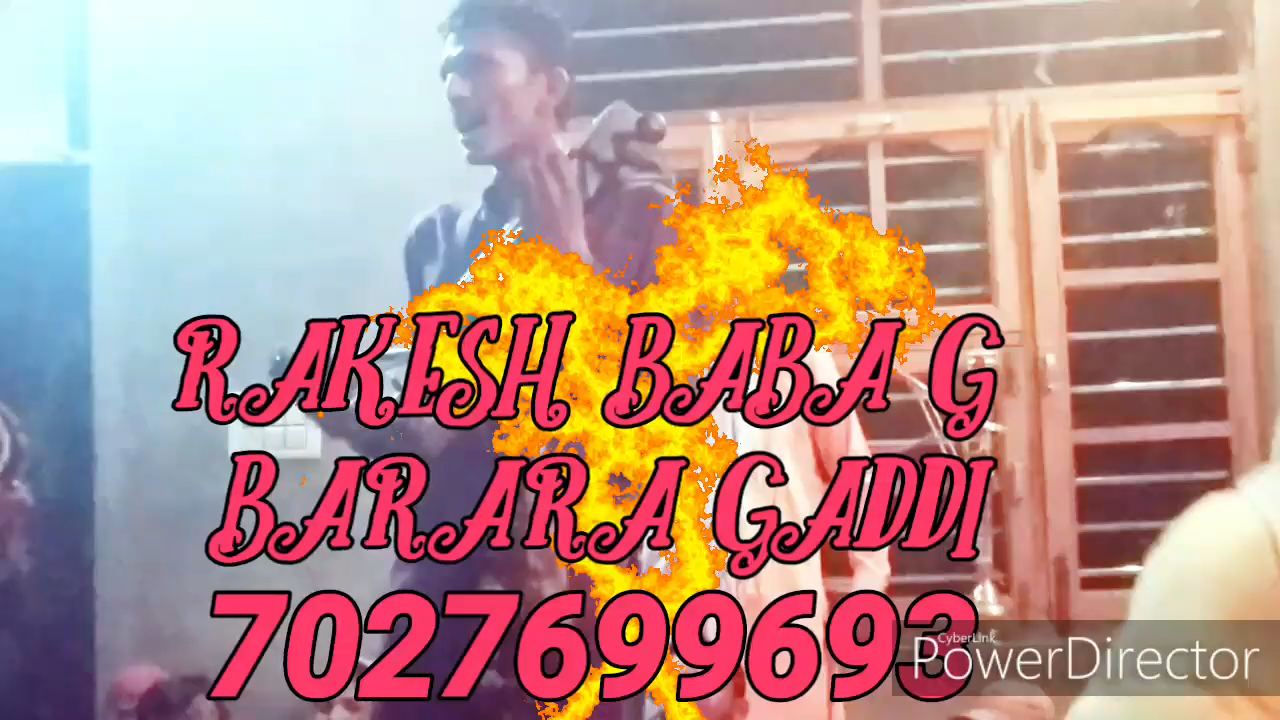 RAKESH BABA G
BARARA GADDI
7027699693
CyberLink
PowerDirector